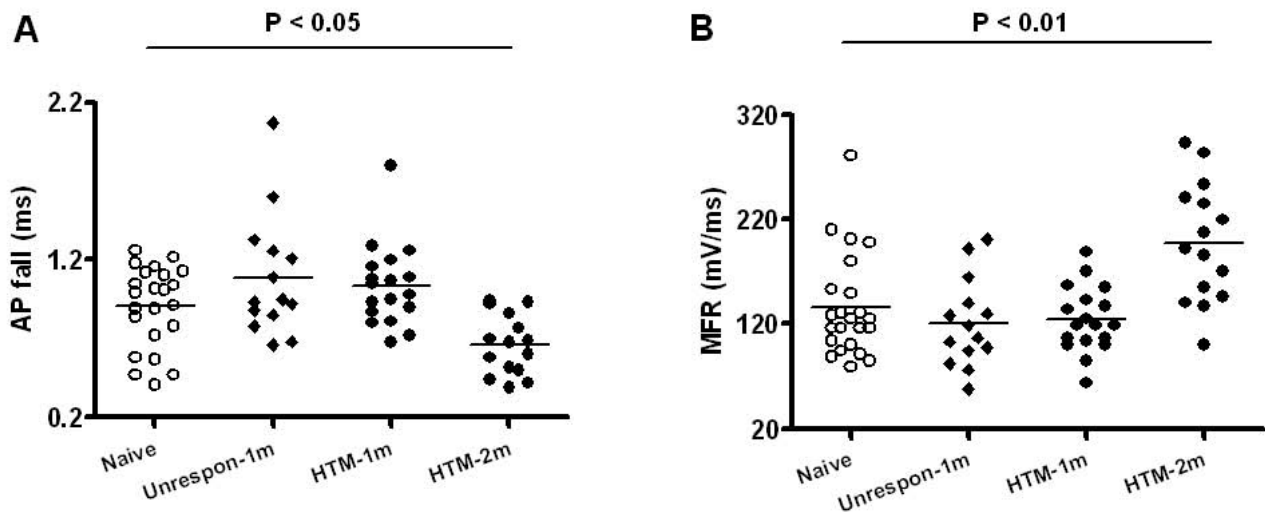 A
P < 0.05
AP fall (ms)
2.2
1.2
0.2
Naive
Unrespon-1m
HTM-1m
HTM-2m
B
P < 0.01
MFR (mV/ms)
320
220
120
20
Naive
Unrespon-1m
HTM-1m
HTM-2m